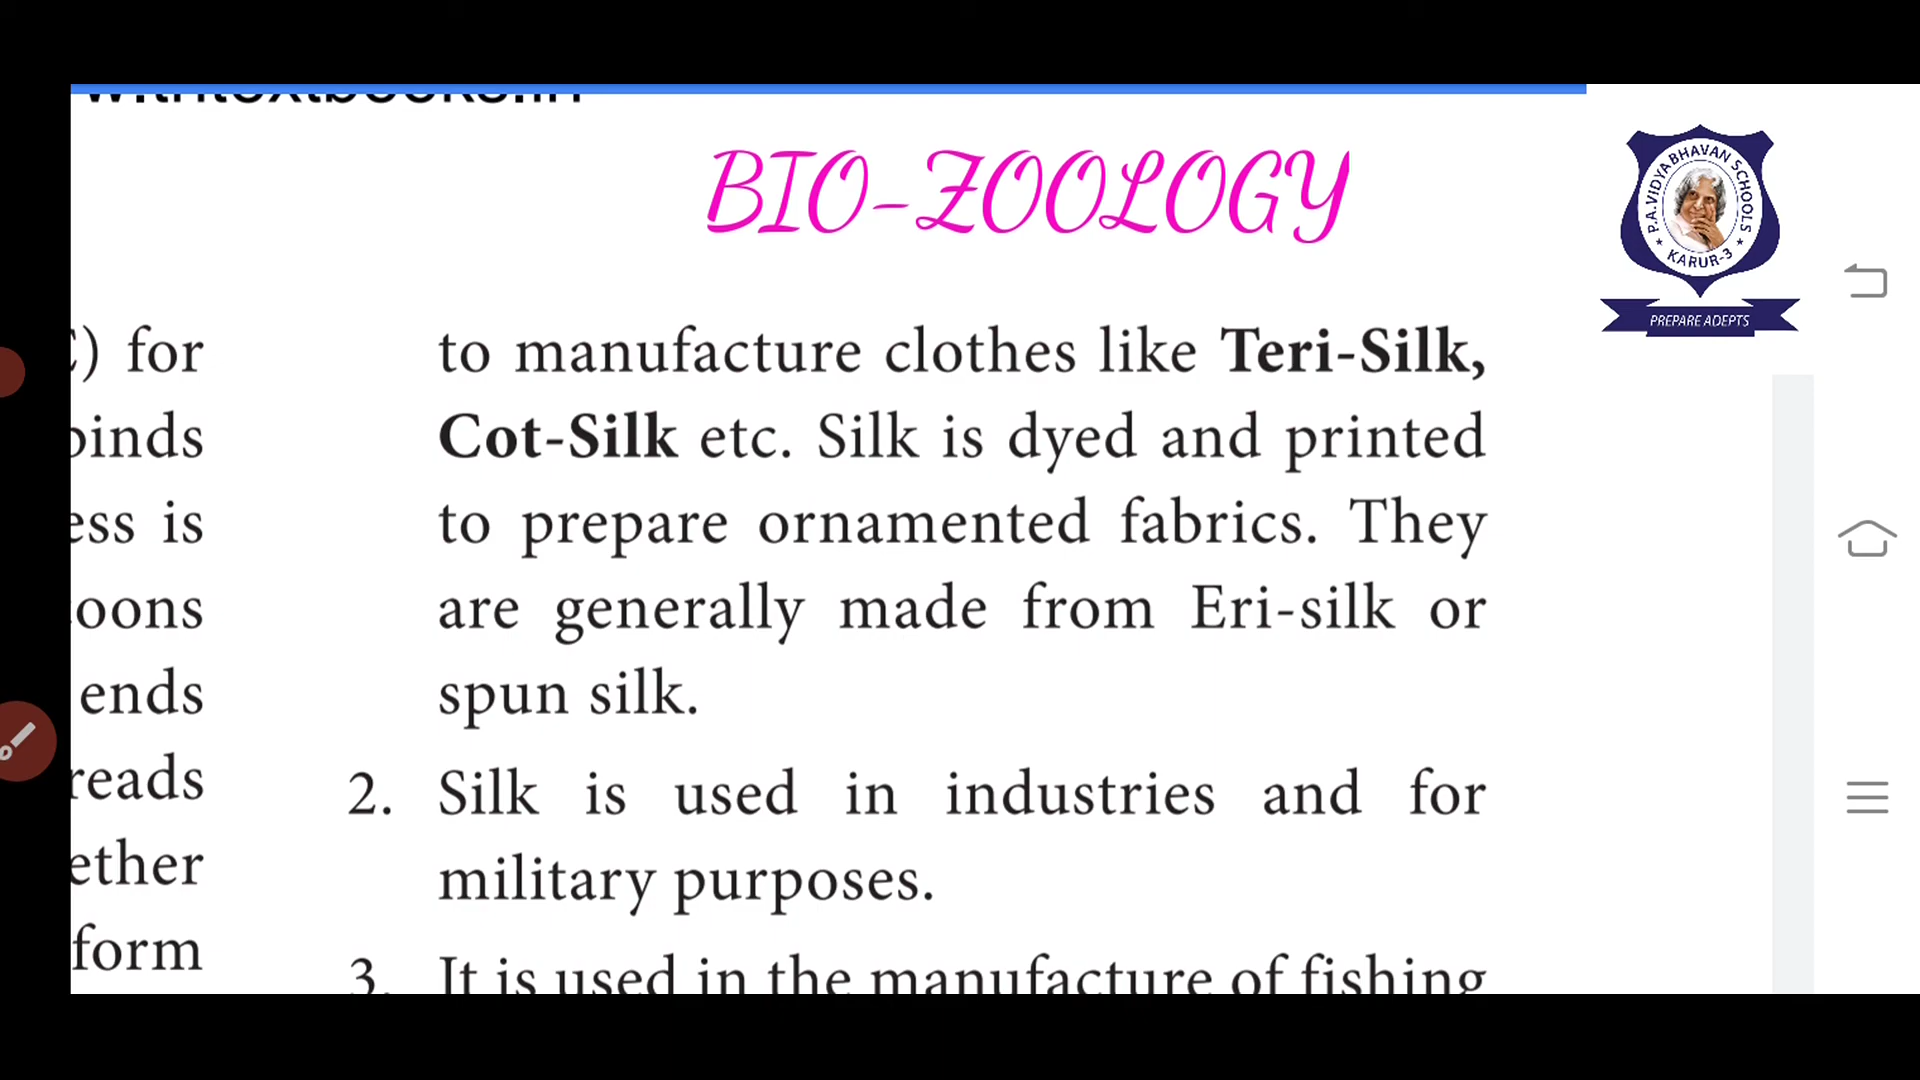 BIO-ZOOLOGY
P.A.VIDYABHAVAN SCHOOLS
KARUR-3
PREPARE ADEPTS
) for
binds
ess is
oons
ends
reads
ether
form
to manufacture clothes like Teri-Silk,
Cot-Silk etc. Silk is dyed and printed
to prepare ornamented fabrics. They
are generally made from Eri-silk or
spun silk.
2. Silk is used in industries and for
military purposes.
3. It is used in the manufacture of fishing